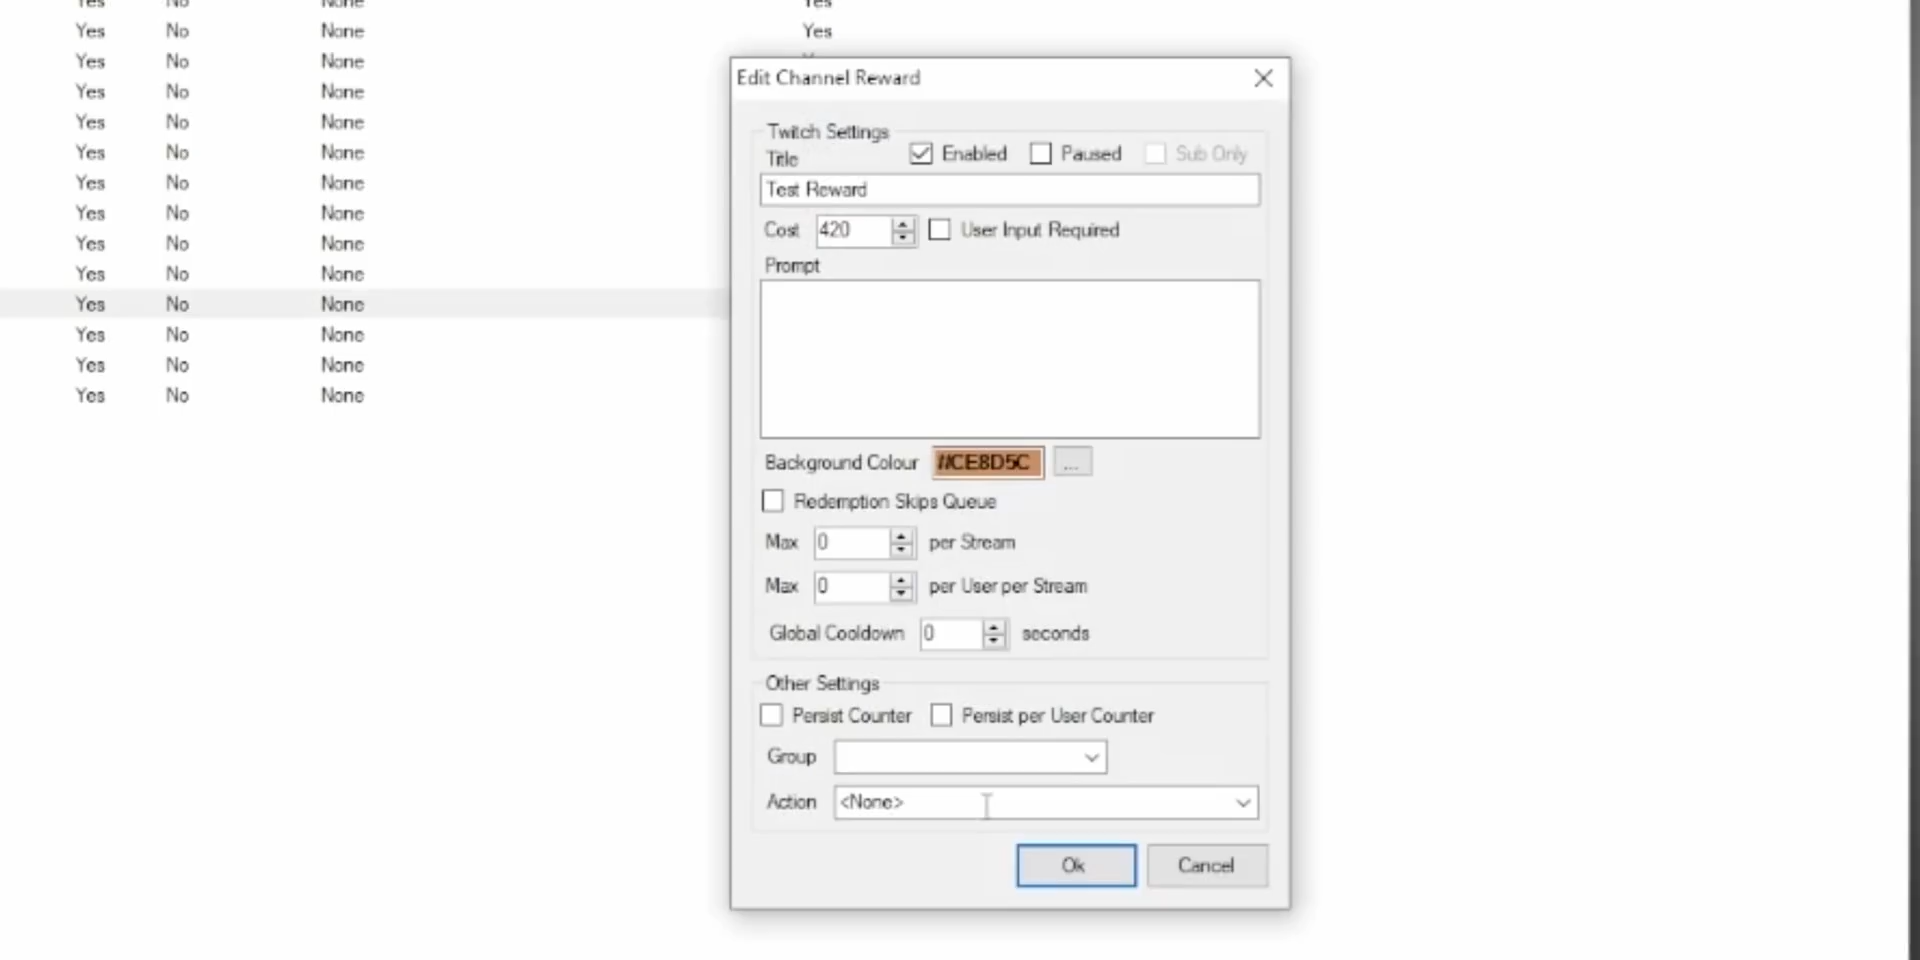 Yes No None Yes
Yes No None Yes
Yes No None
Yes No None
Yes No None
Yes No None
Yes No None
Yes No None
Yes No None
Yes No None
Yes No None
Yes No None
Yes No None
Yes No None
Edit Channel Reward
Twitch Settings
Title Enabled Paused Sub Only
Test Reward
Cost 420 User Input Required
Prompt
Background Colour #CE8D5C ...
Redemption Skips Queue
Max 0 per Stream
Max 0 per User per Stream
Global Cooldown 0 seconds
Other Settings
Persist Counter Persist per User Counter
Group
Action <None>
Ok Cancel